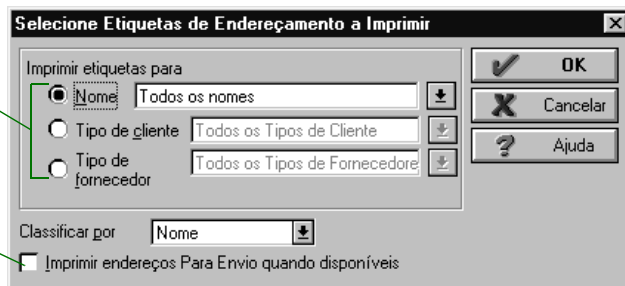 Selecione Etiquetas de Endereçamento a Imprimir
Imprimir etiquetas para
Nome Todos os nomes
Tipo de cliente Todos os Tipos de Cliente
Tipo de fornecedor Todos os Tipos de Fornecedore
Classificar por Nome
Imprimir endereços Para Envio quando disponíveis
OK
Cancelar
Ajuda